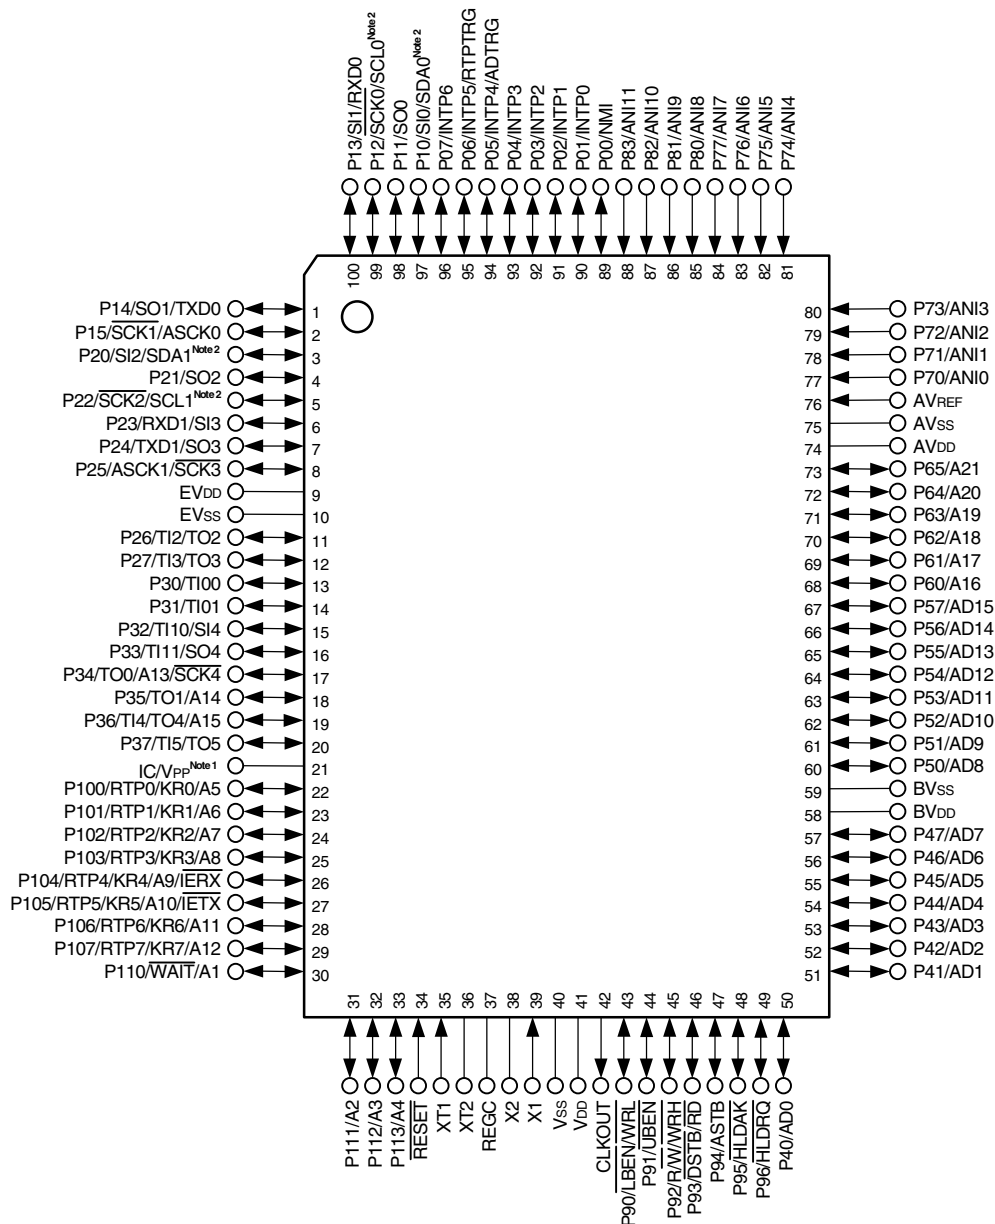 P13/SI1/RXD0
P12/SCK0/SCL0Note 2
P11/SO0
P10/SI0/SDA0Note 2
P07/INTP6
P06/INTP5/RTPTRG
P05/INTP4/ADTRG
P04/INTP3
P03/INTP2
P02/INTP1
P01/INTP0
P00/NMI
P83/ANI11
P82/ANI10
P81/ANI9
P80/ANI8
P77/ANI7
P76/ANI6
P75/ANI5
P74/ANI4
100 99 98 97 96 95 94 93 92 91 90 89 88 87 86 85 84 83 82 81
P14/SO1/TXD0 1 80 P73/ANI3
P15/SCK1/ASCK0 2 79 P72/ANI2
P20/SI2/SDA1Note 2 3 78 P71/ANI1
P21/SO2 4 77 P70/ANI0
P22/SCK2/SCL1Note 2 5 76 AVREF
P23/RXD1/SI3 6 75 AVSS
P24/TXD1/SO3 7 74 AVDD
P25/ASCK1/SCK3 8 73 P65/A21
EVDD 9 72 P64/A20
EVSS 10 71 P63/A19
P26/TI2/TO2 11 70 P62/A18
P27/TI3/TO3 12 69 P61/A17
P30/TI00 13 68 P60/A16
P31/TI01 14 67 P57/AD15
P32/TI10/SI4 15 66 P56/AD14
P33/TI11/SO4 16 65 P55/AD13
P34/TO0/A13/SCK4 17 64 P54/AD12
P35/TO1/A14 18 63 P53/AD11
P36/TI4/TO4/A15 19 62 P52/AD10
P37/TI5/TO5 20 61 P51/AD9
IC/VPPNote 1 21 60 P50/AD8
P100/RTP0/KR0/A5 22 59 BVSS
P101/RTP1/KR1/A6 23 58 BVDD
P102/RTP2/KR2/A7 24 57 P47/AD7
P103/RTP3/KR3/A8 25 56 P46/AD6
P104/RTP4/KR4/A9/IERX 26 55 P45/AD5
P105/RTP5/KR5/A10/IETX 27 54 P44/AD4
P106/RTP6/KR6/A11 28 53 P43/AD3
P107/RTP7/KR7/A12 29 52 P42/AD2
P110/WAIT/A1 30 51 P41/AD1
31 32 33 34 35 36 37 38 39 40 41 42 43 44 45 46 47 48 49 50
P111/A2
P112/A3
P113/A4
RESET
XT1
XT2
REGC
X2
X1
VSS
VDD
CLKOUT
P90/LBEN/WRL
P91/UBEN
P92/R/W/WRH
P93/DSTB/RD
P94/ASTB
P95/HLDAK
P96/HLDRQ
P40/AD0